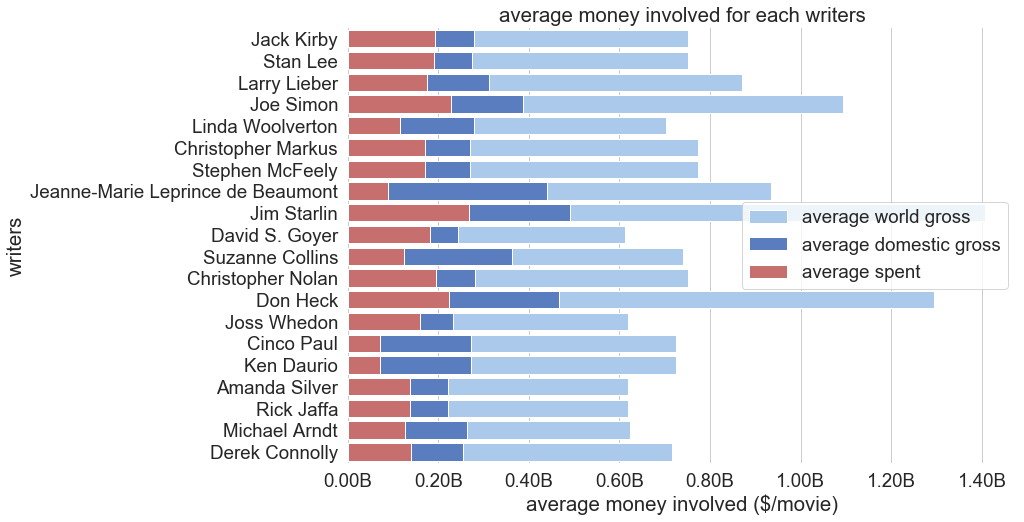 average money involved for each writers
writers
Jack Kirby
Stan Lee
Larry Lieber
Joe Simon
Linda Woolverton
Christopher Markus
Stephen McFeely
Jeanne-Marie Leprince de Beaumont
Jim Starlin
David S. Goyer
Suzanne Collins
Christopher Nolan
Don Heck
Joss Whedon
Cinco Paul
Ken Daurio
Amanda Silver
Rick Jaffa
Michael Arndt
Derek Connolly
average world gross
average domestic gross
average spent
0.00B 0.20B 0.40B 0.60B 0.80B 1.00B 1.20B 1.40B
average money involved ($/movie)